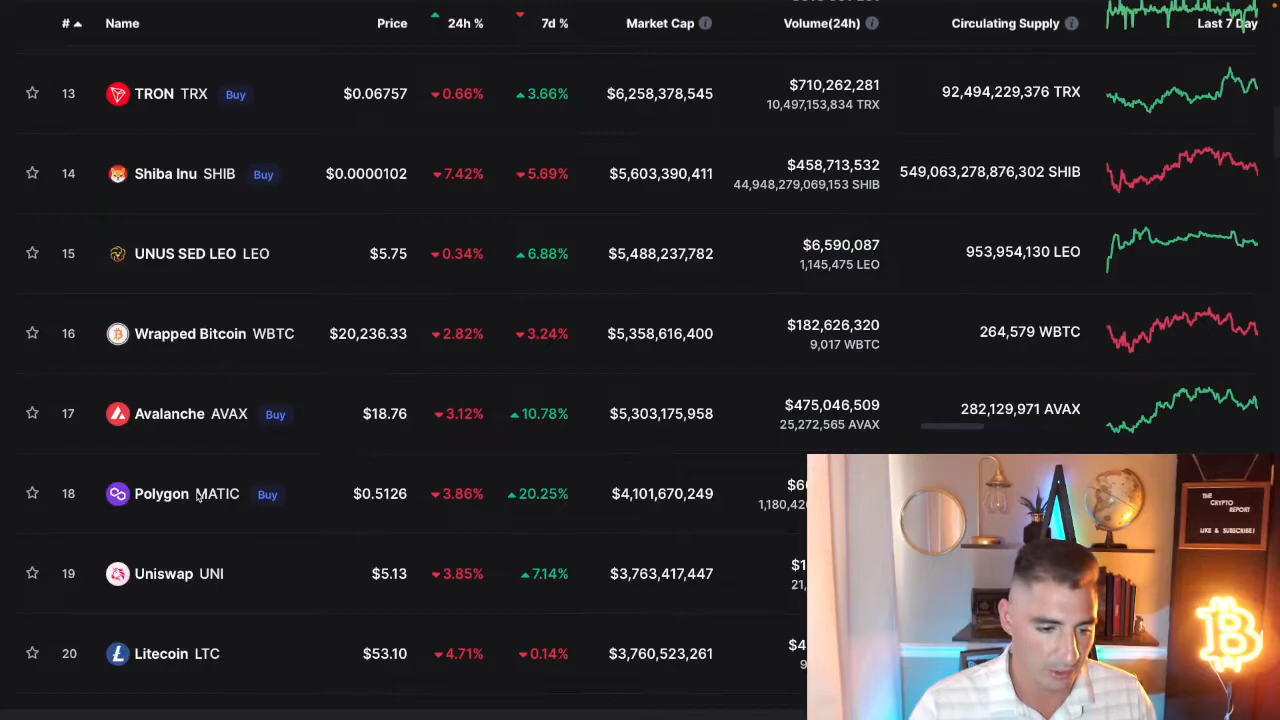 # Name Price 24h % 7d % Market Cap Volume(24h) Circulating Supply Last 7 Day
13 TRON TRX Buy $0.06757 0.66% 3.66% $6,258,378,545 $710,262,281 92,494,229,376 TRX
10,497,153,834 TRX
14 Shiba Inu SHIB Buy $0.0000102 7.42% 5.69% $5,603,390,411 $458,713,532 549,063,278,876,302 SHIB
44,948,279,069,153 SHIB
15 UNUS SED LEO LEO $5.75 0.34% 6.88% $5,488,237,782 $6,590,087 953,954,130 LEO
1,145,475 LEO
16 Wrapped Bitcoin WBTC $20,236.33 2.82% 3.24% $5,358,616,400 $182,626,320 264,579 WBTC
9,017 WBTC
17 Avalanche AVAX Buy $18.76 3.12% 10.78% $5,303,175,958 $475,046,509 282,129,971 AVAX
25,272,565 AVAX
18 Polygon MATIC Buy $0.5126 3.86% 20.25% $4,101,670,249
19 Uniswap UNI $5.13 3.85% 7.14% $3,763,417,447
20 Litecoin LTC $53.10 4.71% 0.14% $3,760,523,261
THE
CRYPTO
REPORT
LIKE & SUBSCRIBE!